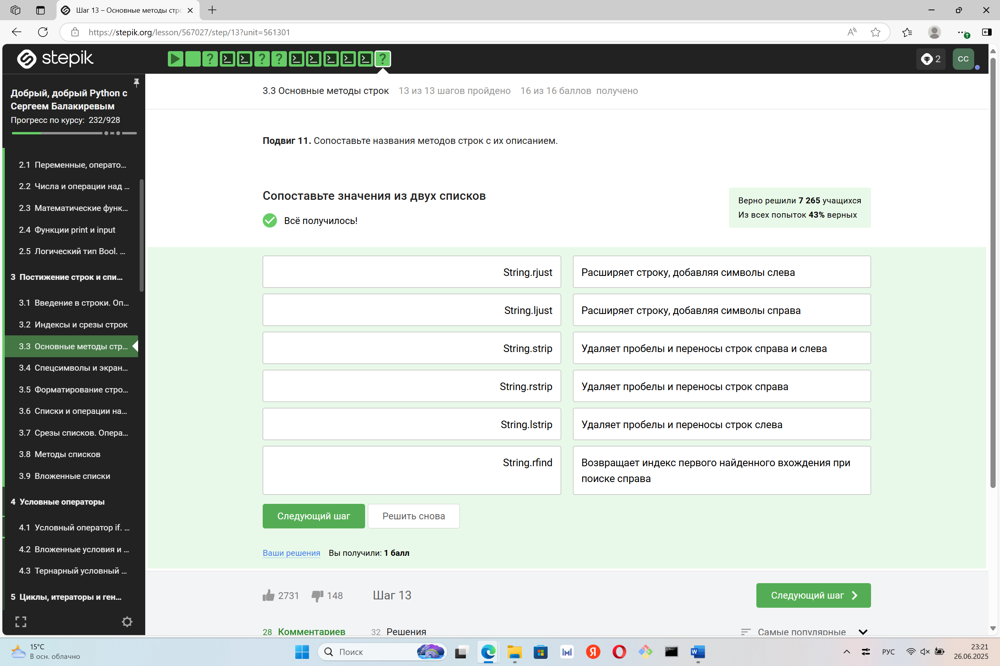 Шаг 13 – Основные методы стро
https://stepik.org/lesson/567027/step/13?unit=561301
stepik
2
CC
Добрый, добрый Python с
Сергеем Балакиревым
Прогресс по курсу: 232/928
2.1 Переменные, операто...
2.2 Числа и операции над ...
2.3 Математические функ...
2.4 Функции print и input
2.5 Логический тип Bool. ...
3 Постижение строк и спи...
3.1 Введение в строки. Оп...
3.2 Индексы и срезы строк
3.3 Основные методы стр...
3.4 Спецсимволы и экран...
3.5 Форматирование стро...
3.6 Списки и операции на...
3.7 Срезы списков. Опера...
3.8 Методы списков
3.9 Вложенные списки
4 Условные операторы
4.1 Условный оператор if. ...
4.2 Вложенные условия и ...
4.3 Тернарный условный ...
5 Циклы, итераторы и ген...
3.3 Основные методы строк 13 из 13 шагов пройдено 16 из 16 баллов получено
Подвиг 11. Сопоставьте названия методов строк с их описанием.
Сопоставьте значения из двух списков
Всё получилось!
Верно решили 7 265 учащихся
Из всех попыток 43% верных
String.rjust Расширяет строку, добавляя символы слева
String.ljust Расширяет строку, добавляя символы справа
String.strip Удаляет пробелы и переносы строк справа и слева
String.rstrip Удаляет пробелы и переносы строк справа
String.lstrip Удаляет пробелы и переносы строк слева
String.rfind Возвращает индекс первого найденного вхождения при
поиске справа
Следующий шаг Решить снова
Ваши решения Вы получили: 1 балл
2731 148 Шаг 13 Следующий шаг
28 Комментариев 32 Решения Самые популярные
15°C
В осн. облачно
Поиск
РУС
23:21
26.06.2025